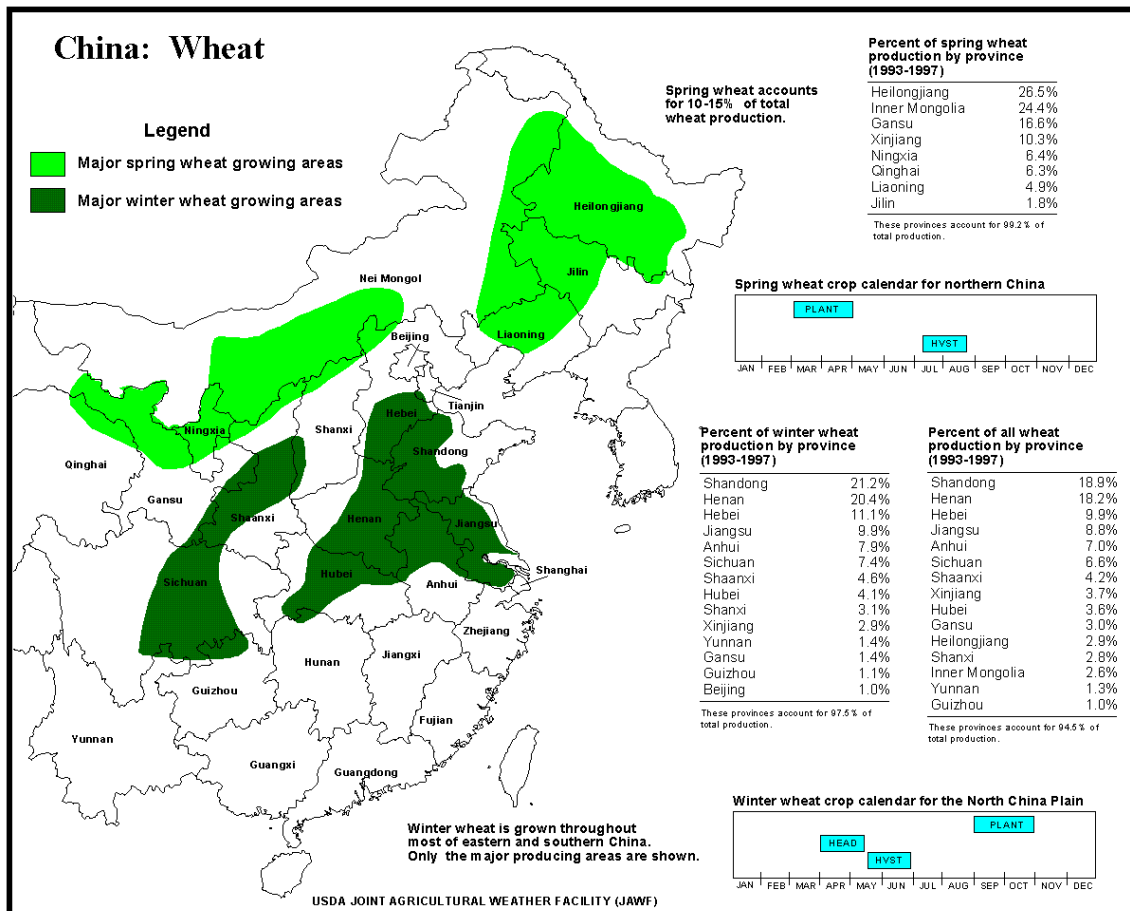 China: Wheat
Legend
Major spring wheat growing areas
Major winter wheat growing areas
Spring wheat accounts
for 10-15% of total
wheat production.
Percent of spring wheat
production by province
(1993-1997)
Heilongjiang 26.5%
Inner Mongolia 24.4%
Gansu 16.6%
Xinjiang 10.3%
Ningxia 6.4%
Qinghai 6.3%
Liaoning 4.9%
Jilin 1.8%
These provinces account for 99.2% of
total production.
Heilongjiang
Jilin
Nei Mongol
Liaoning
Beijing
Tianjin
Hebei
Ningxia
Shanxi
Shandong
Qinghai
Gansu
Shaanxi
Henan
Jiangsu
Sichuan
Hubei
Anhui
Shanghai
Zhejiang
Hunan
Jiangxi
Guizhou
Fujian
Yunnan
Guangxi
Guangdong
Spring wheat crop calendar for northern China
PLANT
HVST
JAN FEB MAR APR MAY JUN JUL AUG SEP OCT NOV DEC
Percent of winter wheat
production by province
(1993-1997)
Shandong 21.2%
Henan 20.4%
Hebei 11.1%
Jiangsu 9.9%
Anhui 7.9%
Sichuan 7.4%
Shaanxi 4.6%
Hubei 4.1%
Shanxi 3.1%
Xinjiang 2.9%
Yunnan 1.4%
Gansu 1.4%
Guizhou 1.1%
Beijing 1.0%
These provinces account for 97.5% of
total production.
Percent of all wheat
production by province
(1993-1997)
Shandong 18.9%
Henan 18.2%
Hebei 9.9%
Jiangsu 8.8%
Anhui 7.0%
Sichuan 6.6%
Shaanxi 4.2%
Xinjiang 3.7%
Hubei 3.6%
Gansu 3.0%
Heilongjiang 2.9%
Shanxi 2.8%
Inner Mongolia 2.6%
Yunnan 1.3%
Guizhou 1.0%
These provinces account for 94.5% of
total production.
Winter wheat crop calendar for the North China Plain
PLANT
HEAD
HVST
JAN FEB MAR APR MAY JUN JUL AUG SEP OCT NOV DEC
Winter wheat is grown throughout
most of eastern and southern China.
Only the major producing areas are shown.
USDA JOINT AGRICULTURAL WEATHER FACILITY (JAWF)